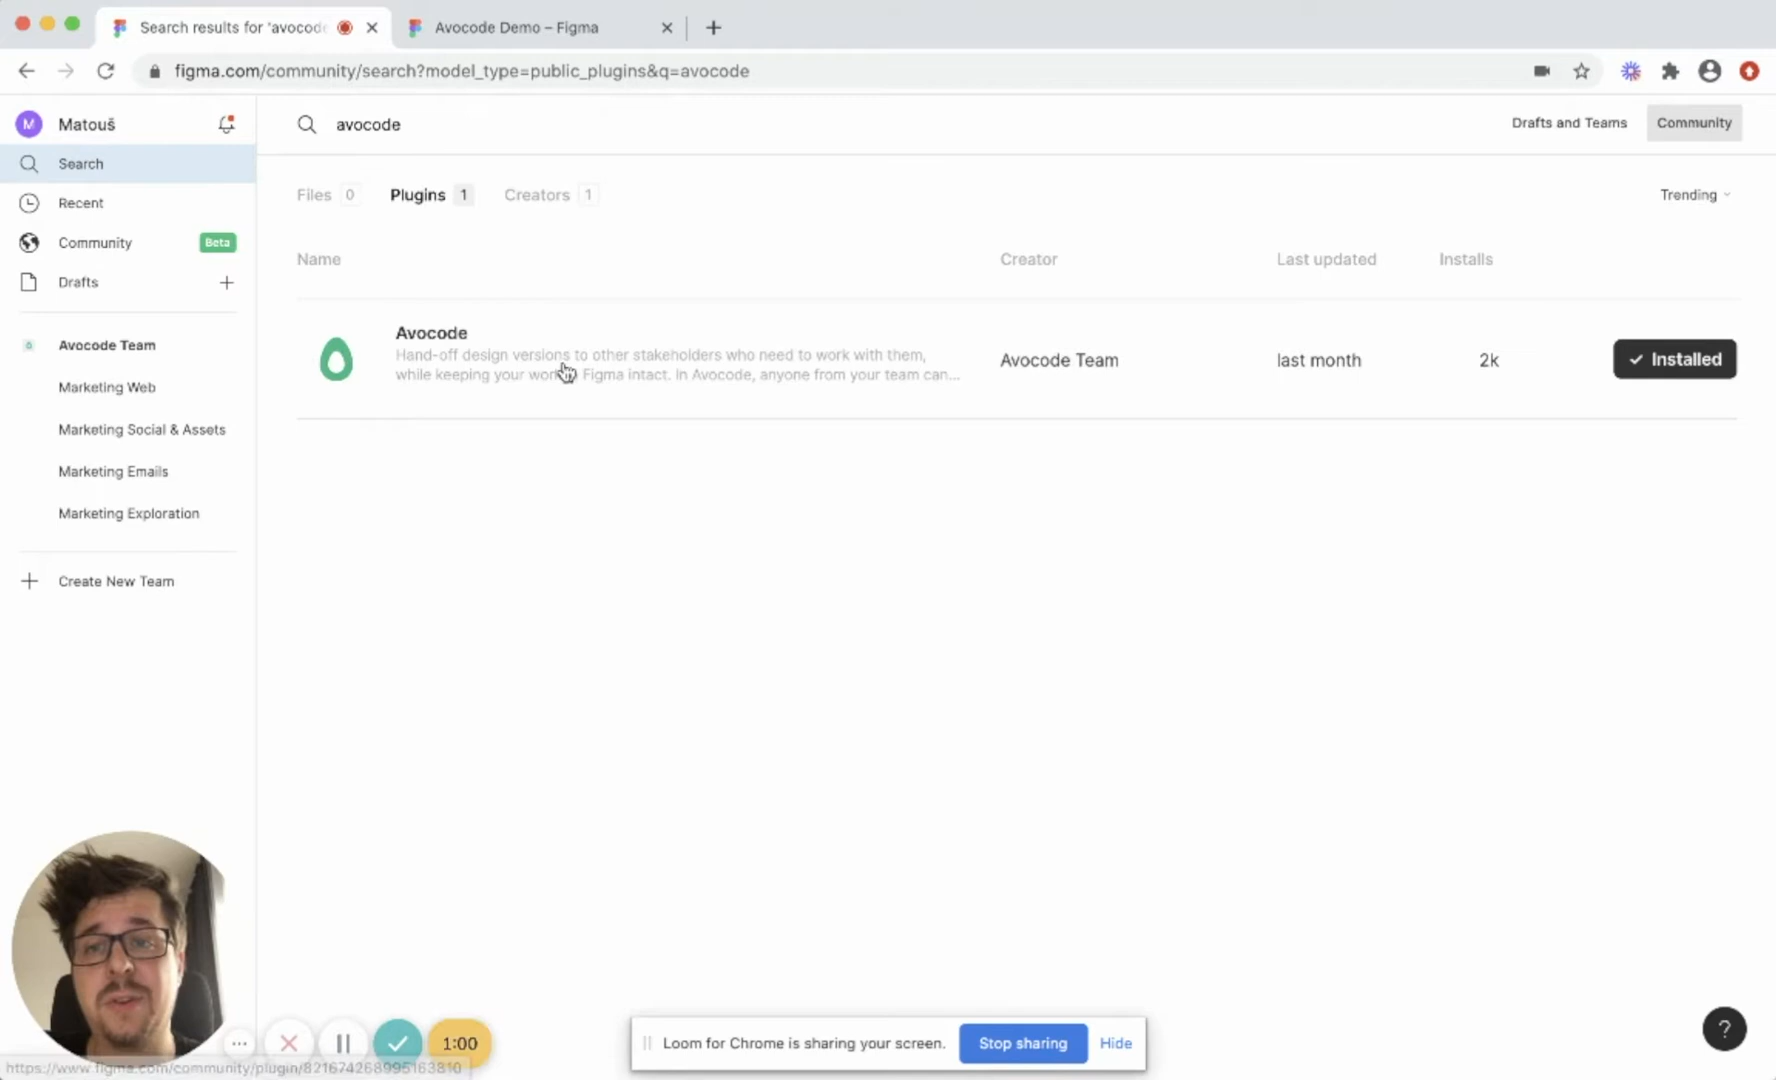 Search results for 'avocode
Avocode Demo – Figma
figma.com/community/search?model_type=public_plugins&q=avocode
M
Matouš
avocode
Drafts and Teams
Community
Search
Recent
Community
Beta
Drafts
Files 0
Plugins 1
Creators 1
Trending
Name
Creator
Last updated
Installs
Avocode Team
Marketing Web
Marketing Social & Assets
Marketing Emails
Marketing Exploration
Create New Team
Avocode
Hand-off design versions to other stakeholders who need to work with them,
while keeping your work Figma intact. In Avocode, anyone from your team can...
Avocode Team
last month
2k
Installed
1:00
Loom for Chrome is sharing your screen.
Stop sharing
Hide
?
https://www.figma.com/community/plugin/821674268995163810